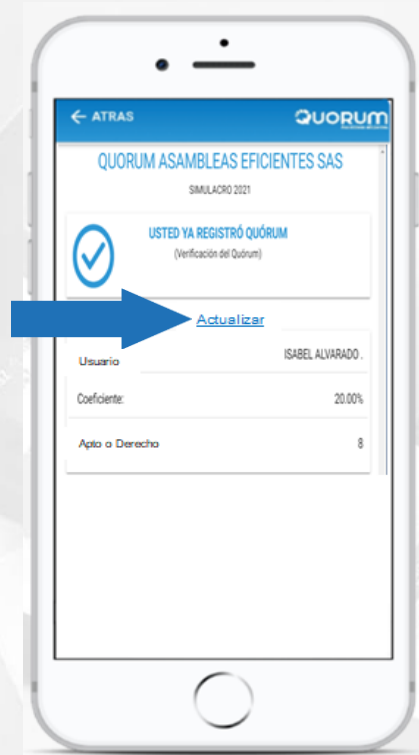 ← ATRAS
QUORUM
QUORUM ASAMBLEAS EFICIENTES SAS
SIMULACRO 2021
USTED YA REGISTRÓ QUÓRUM
(Verificación del Quórum)
Actualizar
Usuario ISABEL ALVARADO .
Coeficiente: 20.00%
Apto o Derecho 8